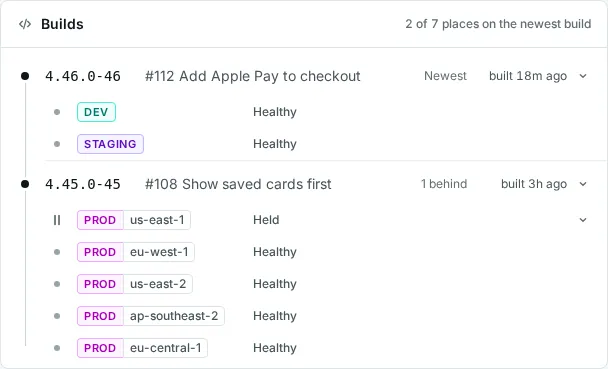 Builds 2 of 7 places on the newest build
4.46.0-46 #112 Add Apple Pay to checkout Newest built 18m ago
DEV Healthy
STAGING Healthy
4.45.0-45 #108 Show saved cards first 1 behind built 3h ago
PROD us-east-1 Held
PROD eu-west-1 Healthy
PROD us-east-2 Healthy
PROD ap-southeast-2 Healthy
PROD eu-central-1 Healthy